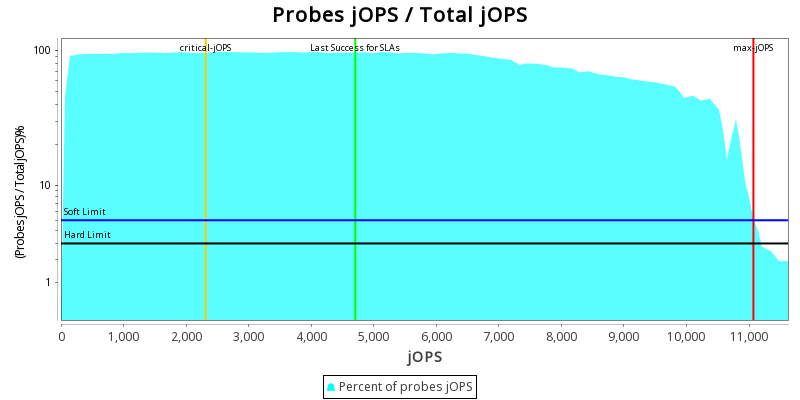 Probes jOPS / Total jOPS
critical-jOPS
Last Success for SLAs
max-jOPS
(Probes jOPS / Total jOPS)%
100
10
1
Soft Limit
Hard Limit
0
1,000
2,000
3,000
4,000
5,000
6,000
7,000
8,000
9,000
10,000
11,000
jOPS
Percent of probes jOPS